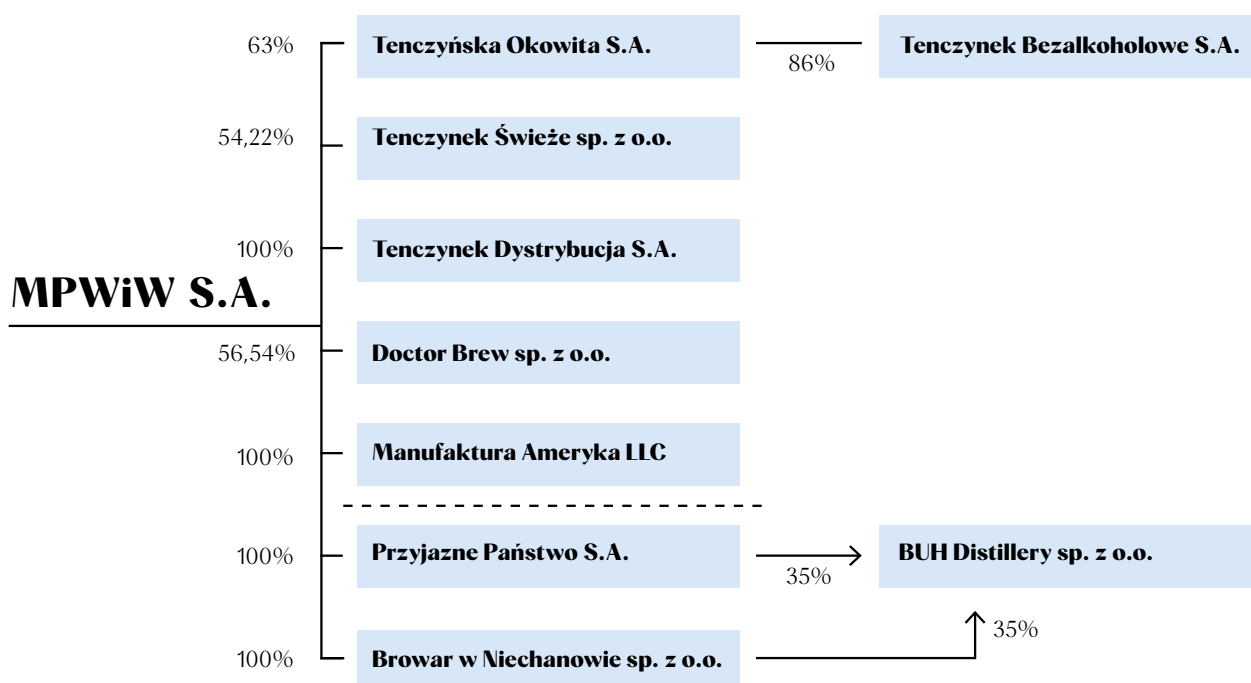 63%
Tenczyńska Okowita S.A.
86%
Tenczynek Bezalkoholowe S.A.
54,22%
Tenczynek Świeże sp. z o.o.
100%
Tenczynek Dystrybucja S.A.
MPWiW S.A.
56,54%
Doctor Brew sp. z o.o.
100%
Manufaktura Ameryka LLC
100%
Przyjazne Państwo S.A.
35%
BUH Distillery sp. z o.o.
100%
Browar w Niechanowie sp. z o.o.
35%